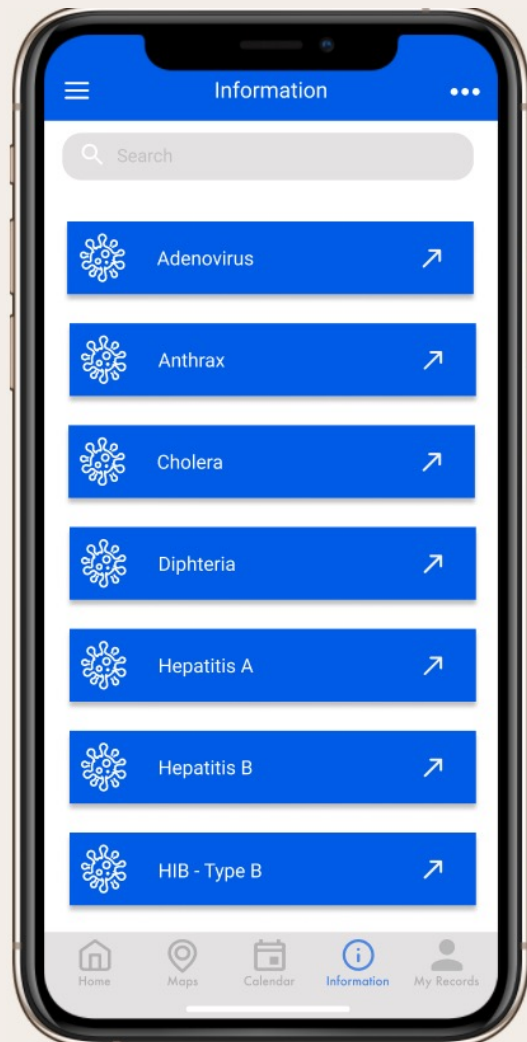 Information
Search
Adenovirus
Anthrax
Cholera
Diphteria
Hepatitis A
Hepatitis B
HIB - Type B
Home Maps Calendar Information My Records